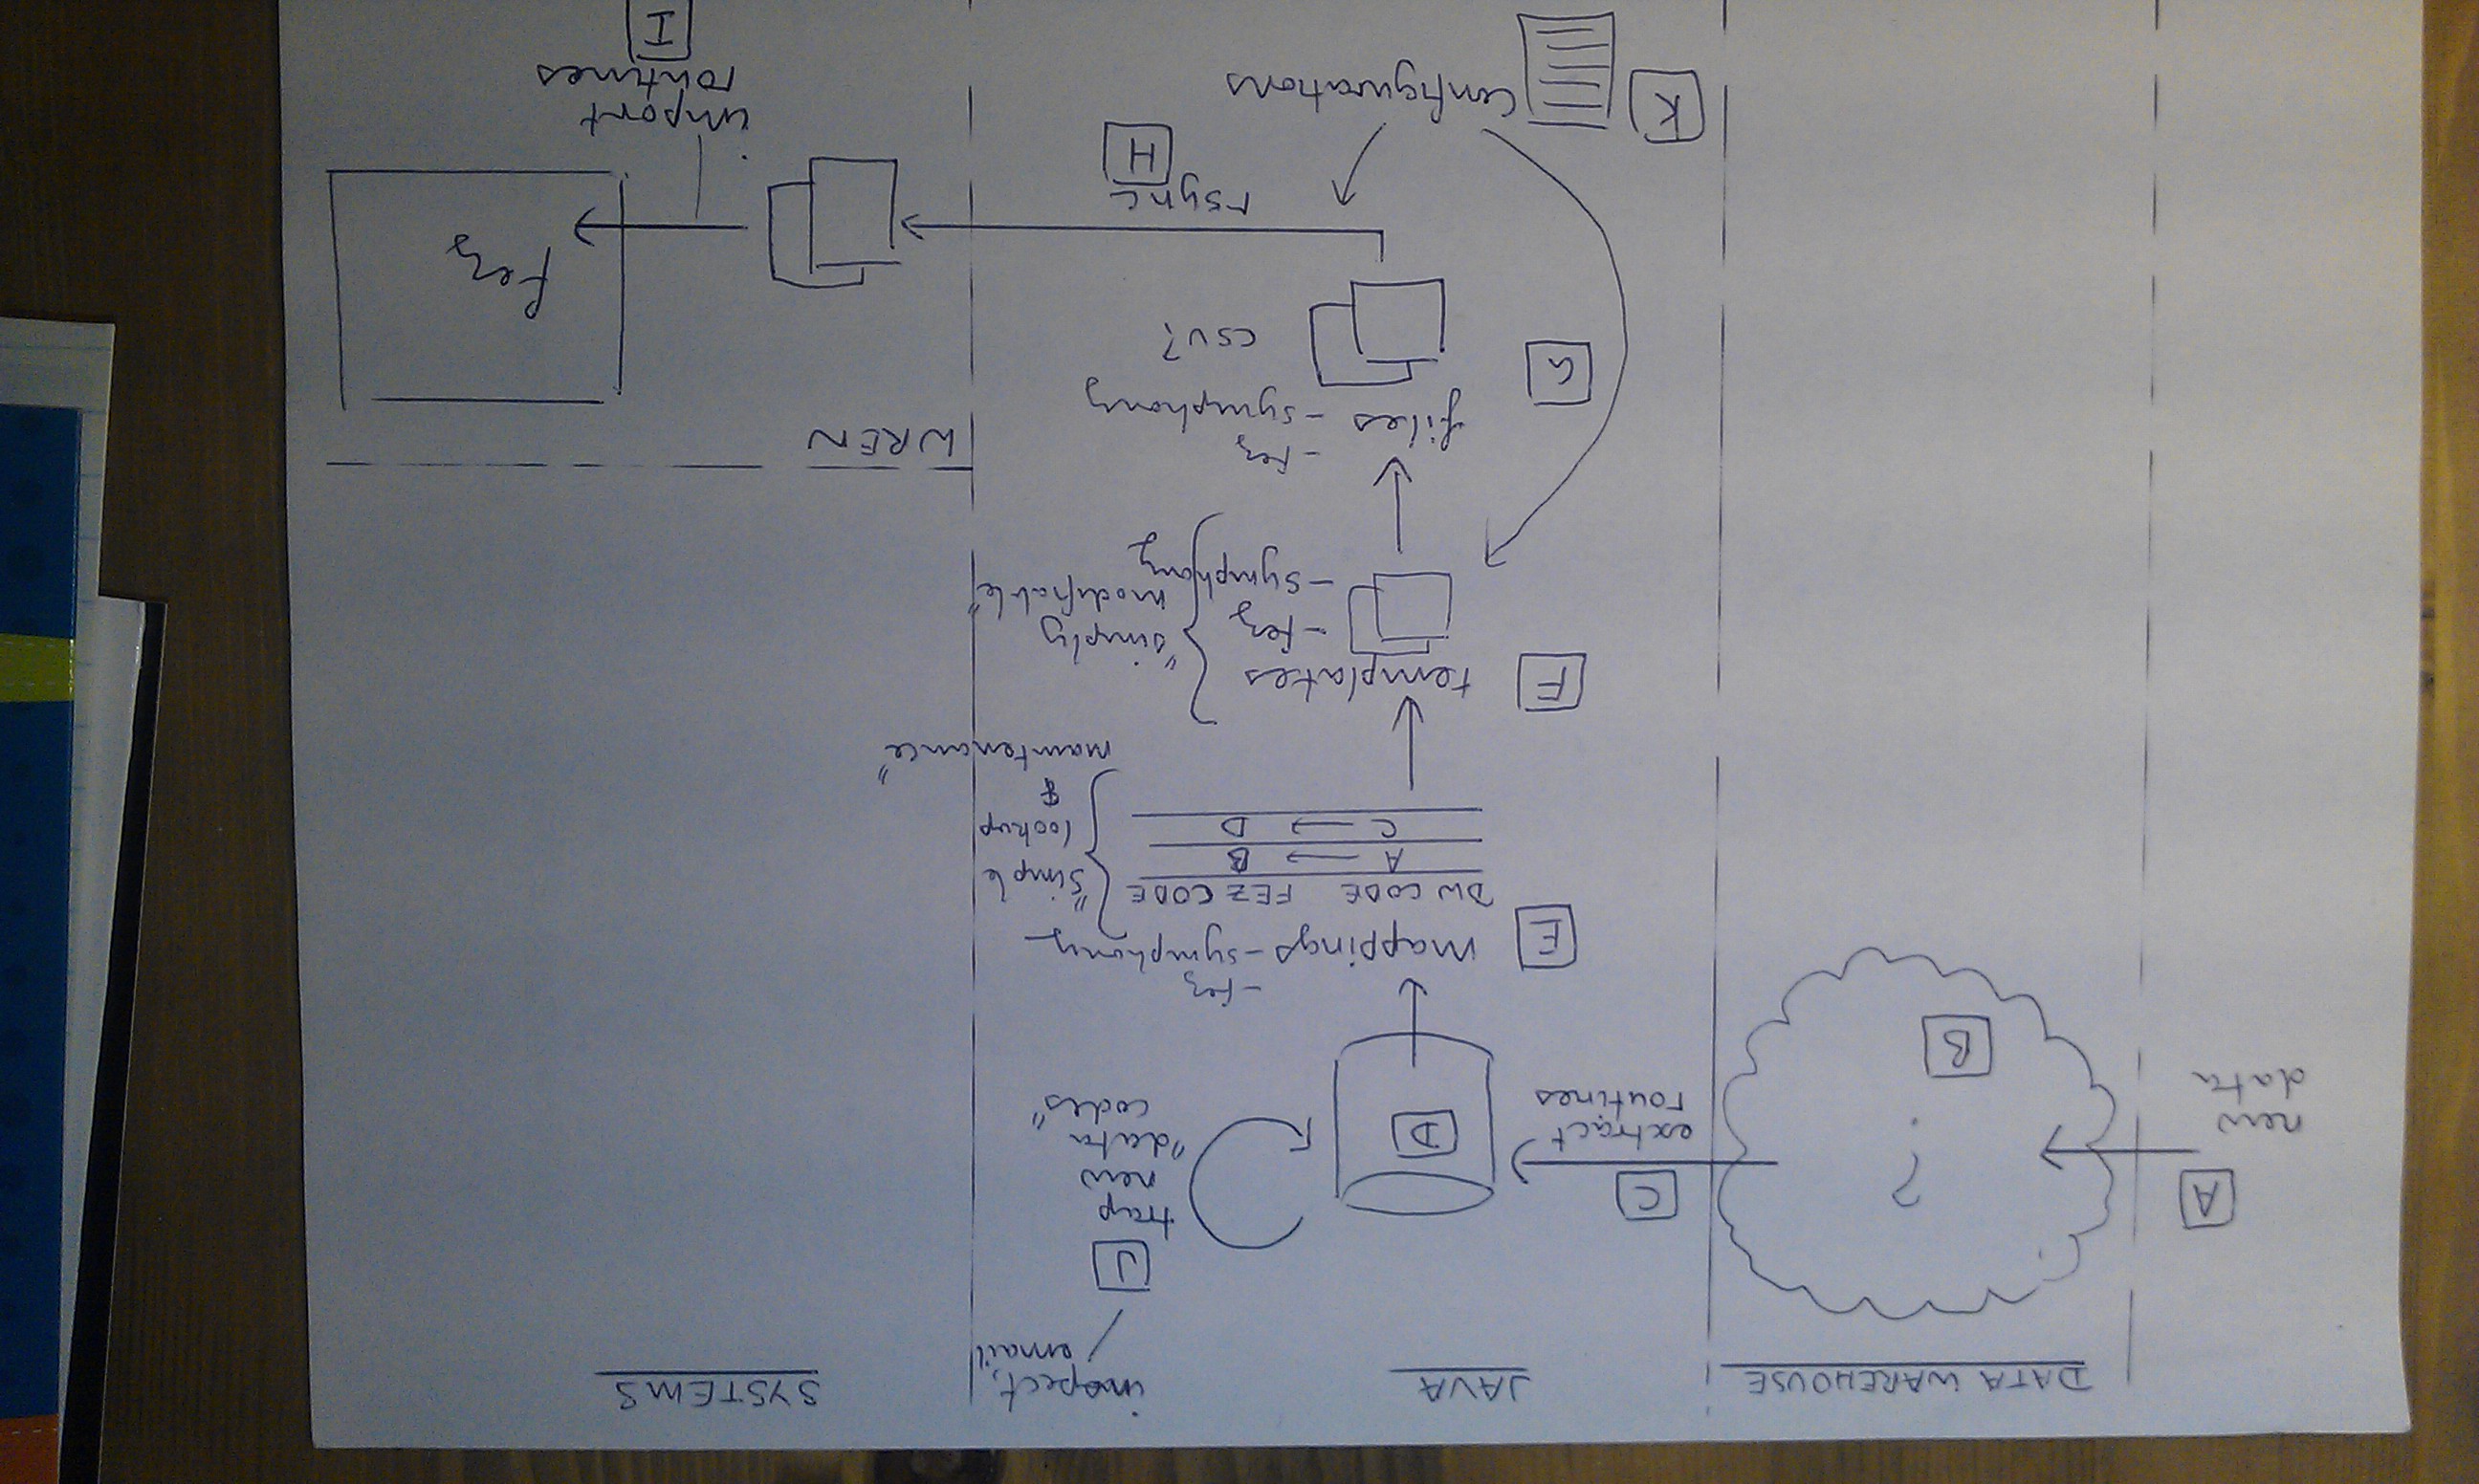 DATA WAREHOUSE
JAVA
SYSTEMS
A
new
data
?
B
C
extract
routines
D
inspect,
email
J
trap
new
"data
codes"
E
- fez
mappings - symphony
DW CODE FEZ CODE
A → B
C → D
"simple
lookup
&
maintenance"
F
templates
- fez
- symphony
"simply
modifiable"
G
- fez
files - symphony
CSV?
WREN
fez
rsync
H
K
configurations
import
routines
I